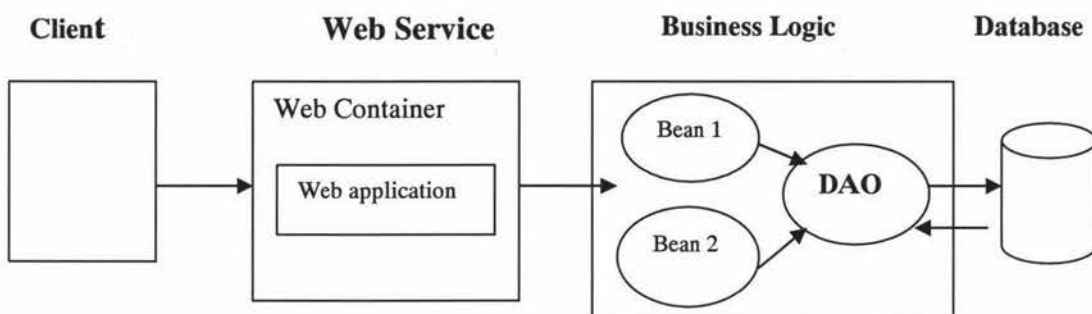 Client
Web Service
Business Logic
Database
Web Container
Web application
Bean 1
DAO
Bean 2